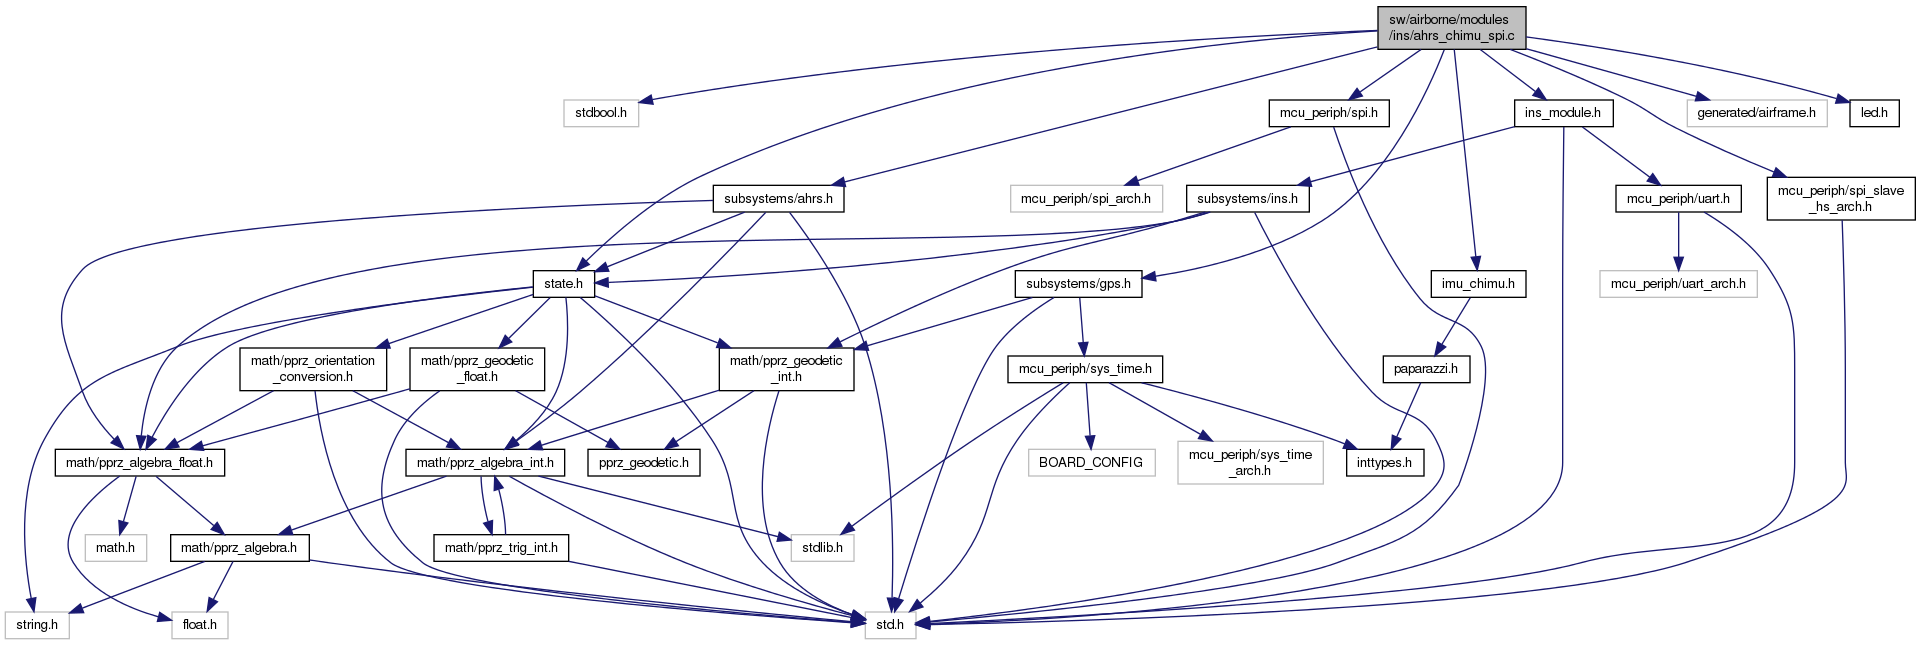 sw/airborne/modules
/ins/ahrs_chimu_spi.c
stdbool.h
mcu_periph/spi.h
ins_module.h
generated/airframe.h
led.h
subsystems/ahrs.h
mcu_periph/spi_arch.h
subsystems/ins.h
mcu_periph/uart.h
mcu_periph/spi_slave
_hs_arch.h
state.h
subsystems/gps.h
imu_chimu.h
mcu_periph/uart_arch.h
math/pprz_orientation
_conversion.h
math/pprz_geodetic
_float.h
math/pprz_geodetic
_int.h
mcu_periph/sys_time.h
paparazzi.h
math/pprz_algebra_float.h
math/pprz_algebra_int.h
pprz_geodetic.h
BOARD_CONFIG
mcu_periph/sys_time
_arch.h
inttypes.h
math.h
math/pprz_algebra.h
math/pprz_trig_int.h
stdlib.h
string.h
float.h
std.h